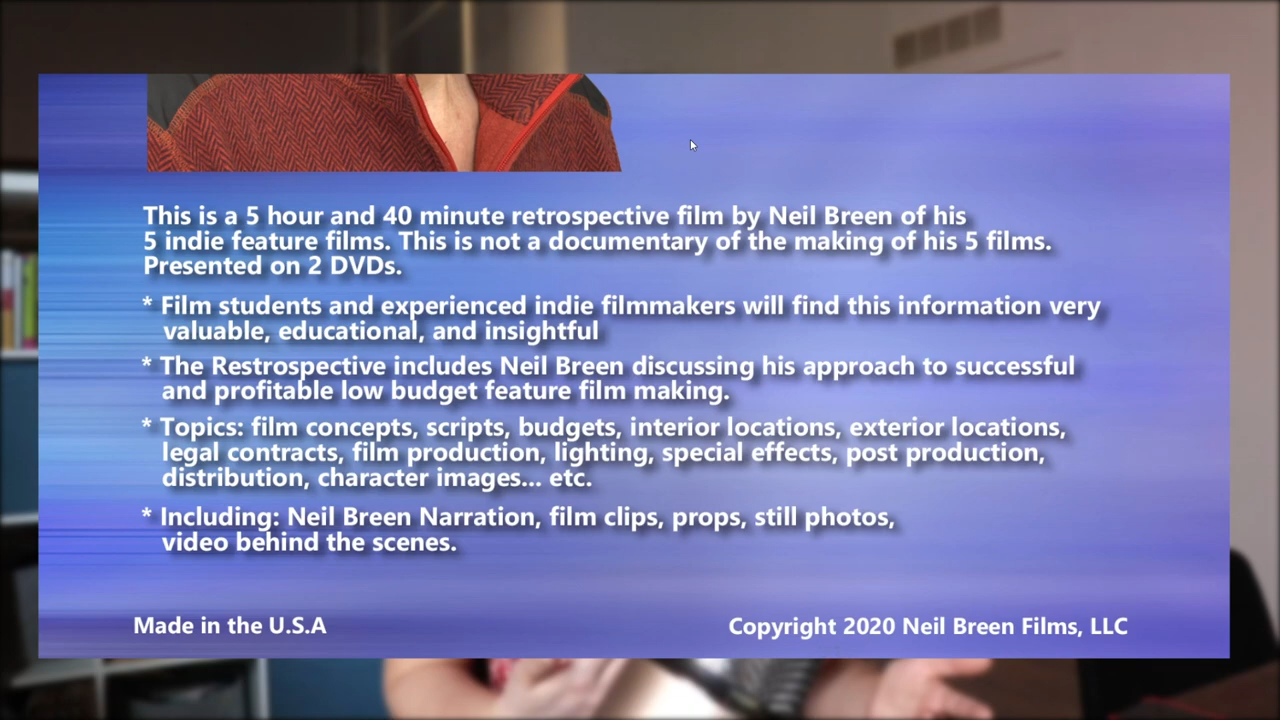 This is a 5 hour and 40 minute retrospective film by Neil Breen of his
5 indie feature films. This is not a documentary of the making of his 5 films.
Presented on 2 DVDs.
* Film students and experienced indie filmmakers will find this information very
valuable, educational, and insightful
* The Restrospective includes Neil Breen discussing his approach to successful
and profitable low budget feature film making.
* Topics: film concepts, scripts, budgets, interior locations, exterior locations,
legal contracts, film production, lighting, special effects, post production,
distribution, character images... etc.
* Including: Neil Breen Narration, film clips, props, still photos,
video behind the scenes.
Made in the U.S.A
Copyright 2020 Neil Breen Films, LLC